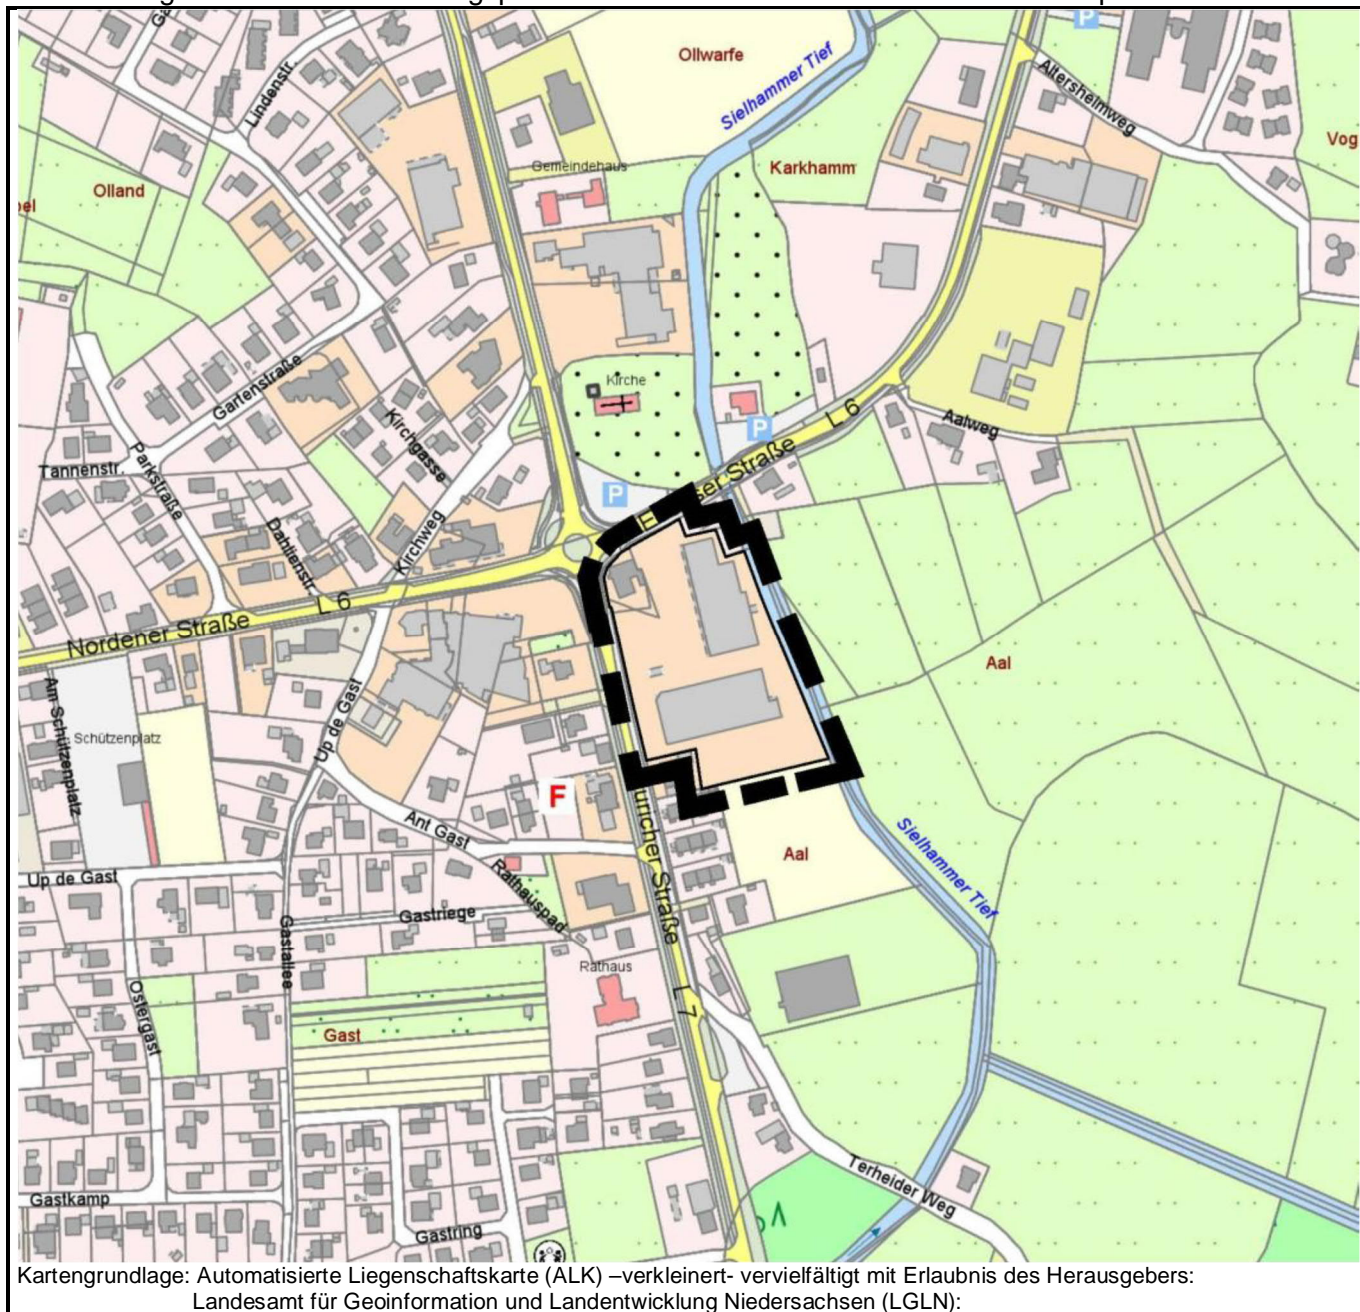 Ollwarfe
Sielhammer Tief
P
Lindenstr.
Altersheimweg
Gemeindehaus
Karkhamm
Vog
Olland
Kirche
Gartenstraße
Kirchgasse
L 6
P
Aalweg
Parkstraße
Tannenstr.
P
ser Straße
E
Dahlienstr.
Kirchweg
L 6
Nordener Straße
Aal
Am Schützenplatz
Up de Gast
Schützenplatz
F
uricher Straße
Ant Gast
Sielhammer Tief
Aal
Up de Gast
Rathauspad
Gastriege
Gastallee
Rathaus
Ostergast
L 7
Gast
Terheider Weg
Gastkamp
Gastring
Kartengrundlage: Automatisierte Liegenschaftskarte (ALK) –verkleinert- vervielfältigt mit Erlaubnis des Herausgebers:
Landesamt für Geoinformation und Landentwicklung Niedersachsen (LGLN):